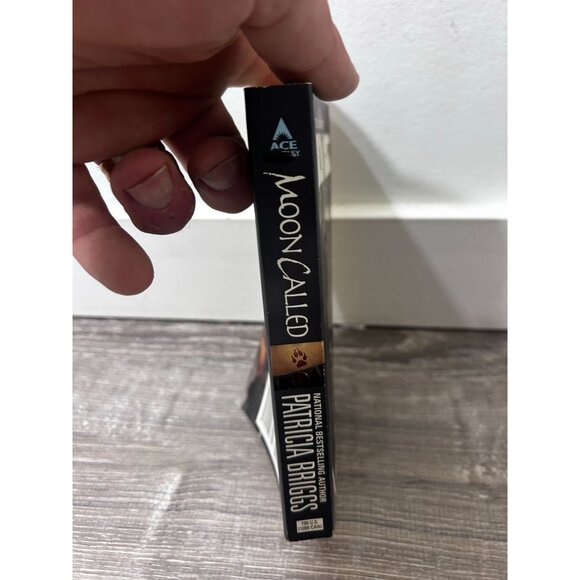 ACE
MOON CALLED
NATIONAL BESTSELLING AUTHOR
PATRICIA BRIGGS